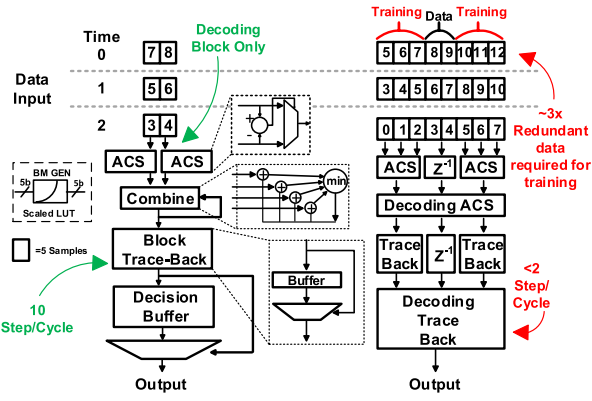 Training
Data
Training
Time
Decoding
Block Only
0
7 8
5 6 7 8 9 10 11 12
Data
Input
1
5 6
3 4 5 6 7 8 9 10
2
3 4
0 1 2 3 4 5 6 7
~3x
Redundant
data
required for
training
+
-
ACS
ACS
ACS
Z-1
ACS
BM GEN
5b
5b
Scaled LUT
Combine
min
Decoding ACS
=5 Samples
Block
Trace-Back
Trace
Back
Z-1
Trace
Back
Buffer
10
Step/Cycle
<2
Step/
Cycle
Decision
Buffer
Decoding
Trace
Back
Output
Output